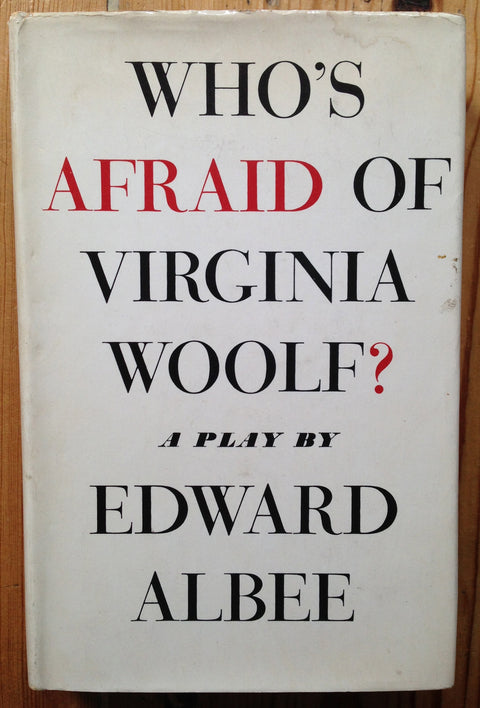 WHO'S
AFRAID OF
VIRGINIA
WOOLF?
A PLAY BY
EDWARD
ALBEE